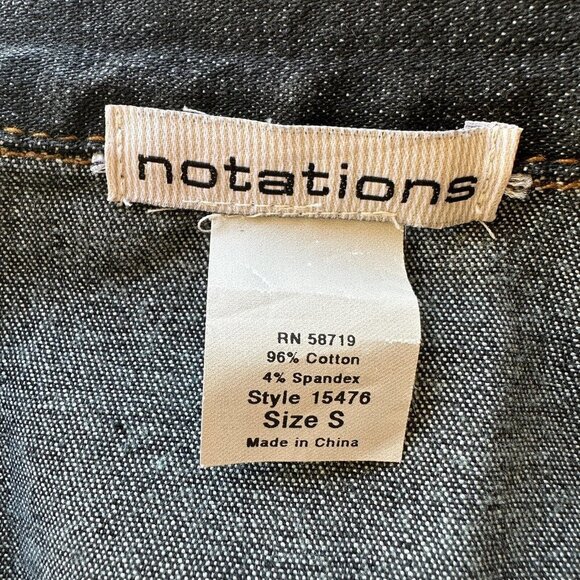 notations
RN 58719
96% Cotton
4% Spandex
Style 15476
Size S
Made in China